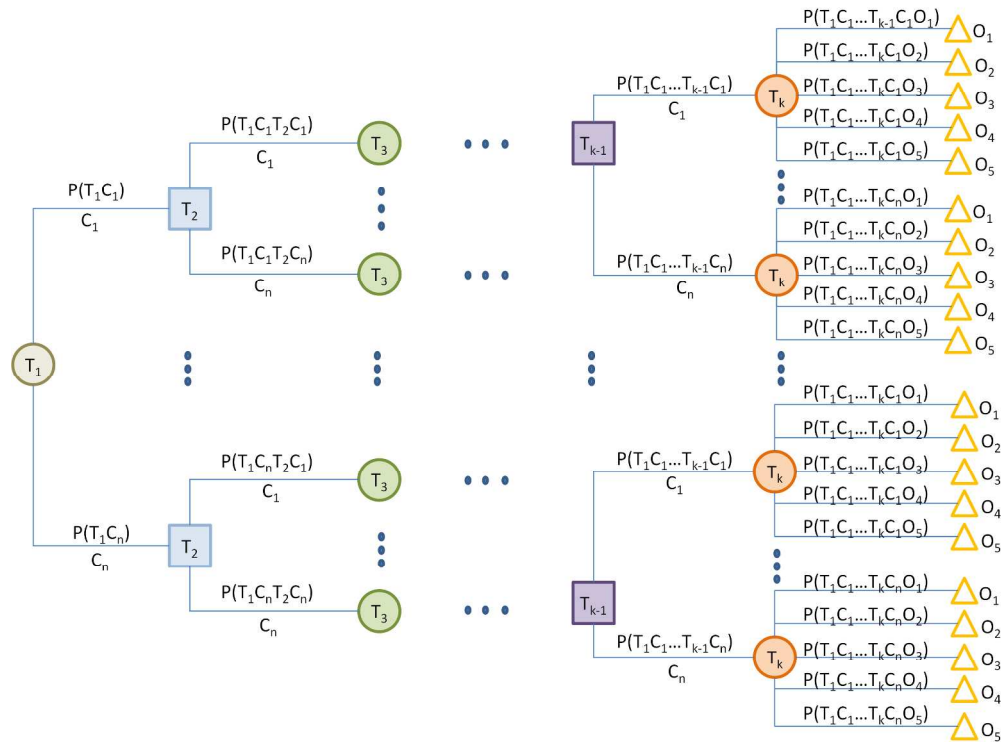 P(T₁C₁...Tₖ₋₁C₁O₁)
O₁
P(T₁C₁...TₖC₁O₂)
O₂
P(T₁C₁...Tₖ₋₁C₁)
C₁
Tₖ
P(T₁C₁...TₖC₁O₃)
O₃
P(T₁C₁...TₖC₁O₄)
O₄
P(T₁C₁...TₖC₁O₅)
O₅
P(T₁C₁T₂C₁)
C₁
T₃
Tₖ₋₁
P(T₁C₁)
C₁
T₂
P(T₁C₁...TₖCₙO₁)
O₁
P(T₁C₁...TₖCₙO₂)
O₂
P(T₁C₁T₂Cₙ)
Cₙ
T₃
P(T₁C₁...Tₖ₋₁Cₙ)
Cₙ
Tₖ
P(T₁C₁...TₖCₙO₃)
O₃
P(T₁C₁...TₖCₙO₄)
O₄
P(T₁C₁...TₖCₙO₅)
O₅
T₁
P(T₁C₁...TₖC₁O₁)
O₁
P(T₁C₁...TₖC₁O₂)
O₂
P(T₁CₙT₂C₁)
C₁
T₃
P(T₁C₁...Tₖ₋₁C₁)
C₁
Tₖ
P(T₁C₁...TₖC₁O₃)
O₃
P(T₁C₁...TₖC₁O₄)
O₄
P(T₁C₁...TₖC₁O₅)
O₅
P(T₁Cₙ)
Cₙ
T₂
P(T₁CₙT₂Cₙ)
Cₙ
T₃
Tₖ₋₁
P(T₁C₁...TₖCₙO₁)
O₁
P(T₁C₁...TₖCₙO₂)
O₂
P(T₁C₁...Tₖ₋₁Cₙ)
Cₙ
Tₖ
P(T₁C₁...TₖCₙO₃)
O₃
P(T₁C₁...TₖCₙO₄)
O₄
P(T₁C₁...TₖCₙO₅)
O₅